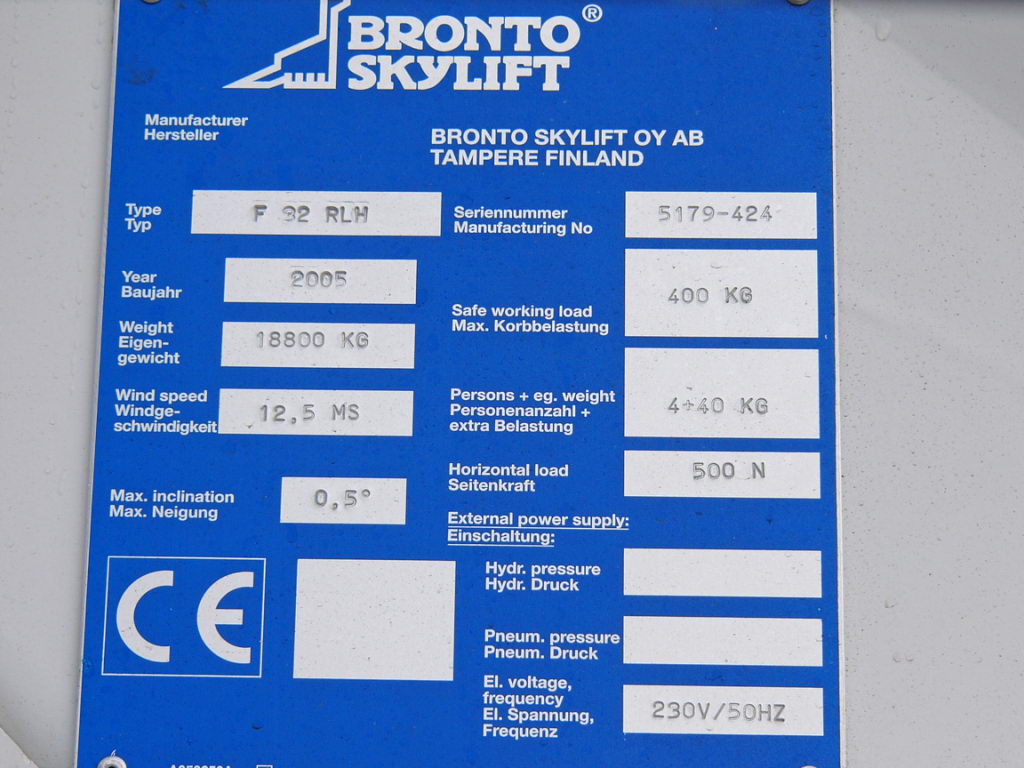 BRONTO ®
SKYLIFT
Manufacturer
Hersteller
BRONTO SKYLIFT OY AB
TAMPERE FINLAND
Type
Typ
F 32 RLH
Seriennummer
Manufacturing No
5179-424
Year
Baujahr
2005
Safe working load
Max. Korbbelastung
400 KG
Weight
Eigen-
gewicht
18800 KG
Wind speed
Windge-
schwindigkeit
12,5 MS
Persons + eg. weight
Personenanzahl +
extra Belastung
4+40 KG
Horizontal load
Seitenkraft
500 N
Max. inclination
Max. Neigung
0,5°
External power supply:
Einschaltung:
Hydr. pressure
Hydr. Druck
CE
Pneum. pressure
Pneum. Druck
El. voltage,
frequency
El. Spannung,
Frequenz
230V/50HZ